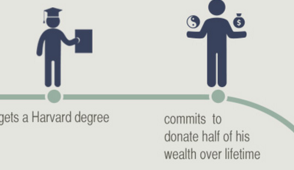 gets a Harvard degree
commits to
donate half of his
wealth over lifetime
$